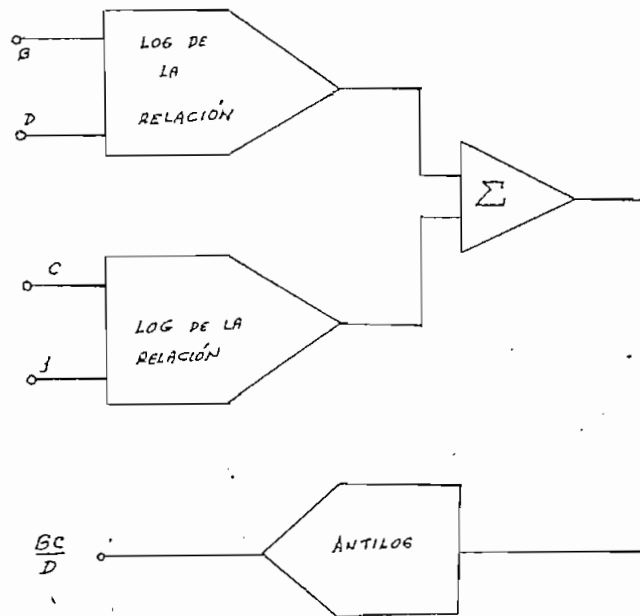 B
D
LOG DE
LA
RELACIÓN
Σ
C
1
LOG DE LA
RELACIÓN
BC
D
ANTILOG